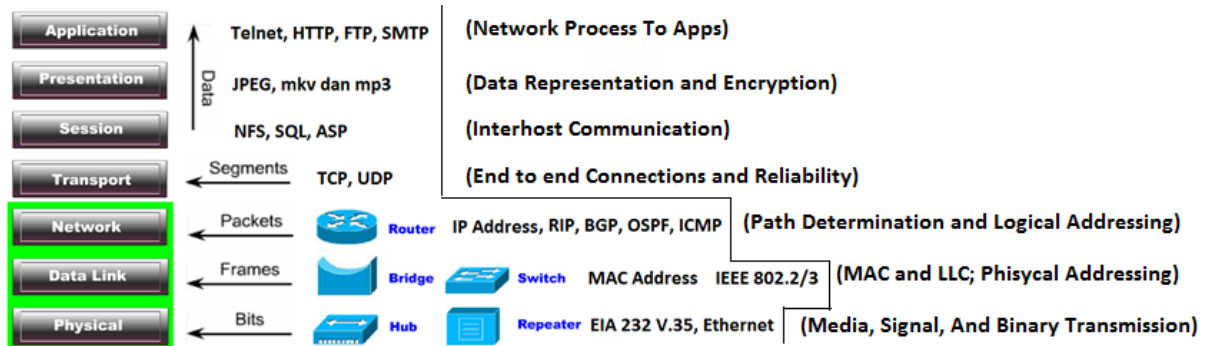 Application Telnet, HTTP, FTP, SMTP (Network Process To Apps)
Presentation Data JPEG, mkv dan mp3 (Data Representation and Encryption)
Session NFS, SQL, ASP (Interhost Communication)
Transport Segments TCP, UDP (End to end Connections and Reliability)
Network Packets Router IP Address, RIP, BGP, OSPF, ICMP (Path Determination and Logical Addressing)
Data Link Frames Bridge Switch MAC Address IEEE 802.2/3 (MAC and LLC; Phisycal Addressing)
Physical Bits Hub Repeater EIA 232 V.35, Ethernet (Media, Signal, And Binary Transmission)